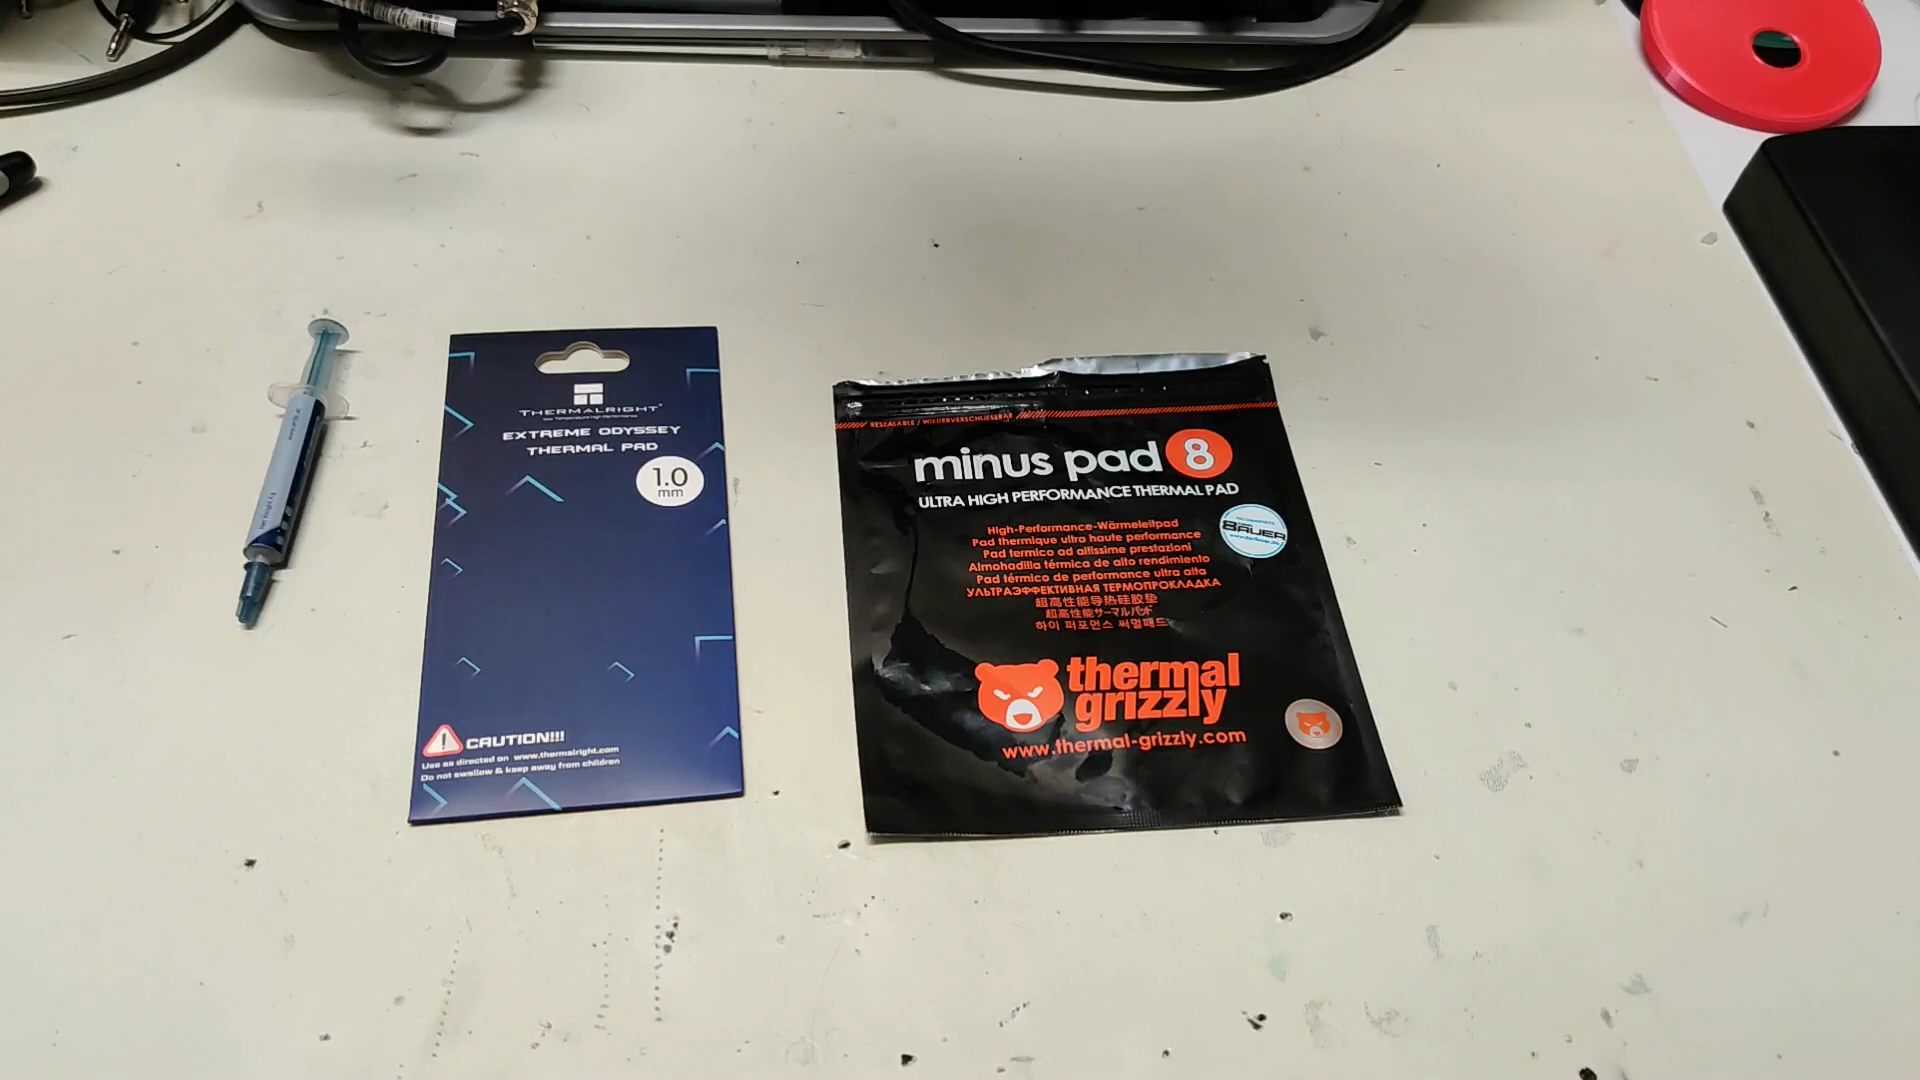 Net Weight
THERMALRIGHT
EXTREME ODYSSEY
THERMAL PAD
1.0
mm
CAUTION!!!
Use as directed on www.thermalright.com
Do not swallow & keep away from children
RESEALABLE / WIEDERVERSCHLIESSBAR
minus pad 8
ULTRA HIGH PERFORMANCE THERMAL PAD
High-Performance-Wärmeleitpad
Pad thermique ultra haute performance
Pad termico ad altissime prestazioni
Almohadilla térmica de alto rendimiento
Pad térmico de performance ultra alta
УЛЬТРАЭФФЕКТИВНАЯ ТЕРМОПРОКЛАДКА
超高性能导热硅胶垫
超高性能サーマルパッド
하이 퍼포먼스 써멀패드
8AUER
thermal
grizzly
www.thermal-grizzly.com